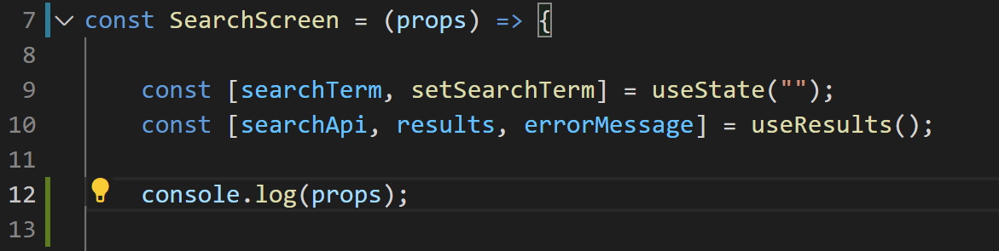 7 const SearchScreen = (props) => {
8
9 const [searchTerm, setSearchTerm] = useState("");
10 const [searchApi, results, errorMessage] = useResults();
11
12 console.log(props);
13